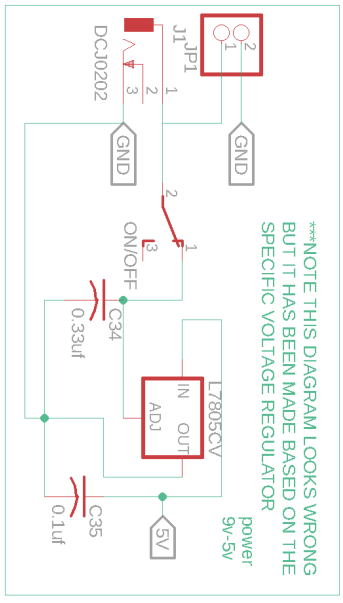 ***NOTE THIS DIAGRAM LOOKS WRONG
BUT IT HAS BEEN MADE BASED ON THE
SPECIFIC VOLTAGE REGULATOR
power
9v-5v
JP1
1
2
GND
J1
DCJ0202
1
2
3
GND
2
1
3
ON/OFF
L7805CV
IN
OUT
ADJ
C34
0.33uf
C35
0.1uf
5V